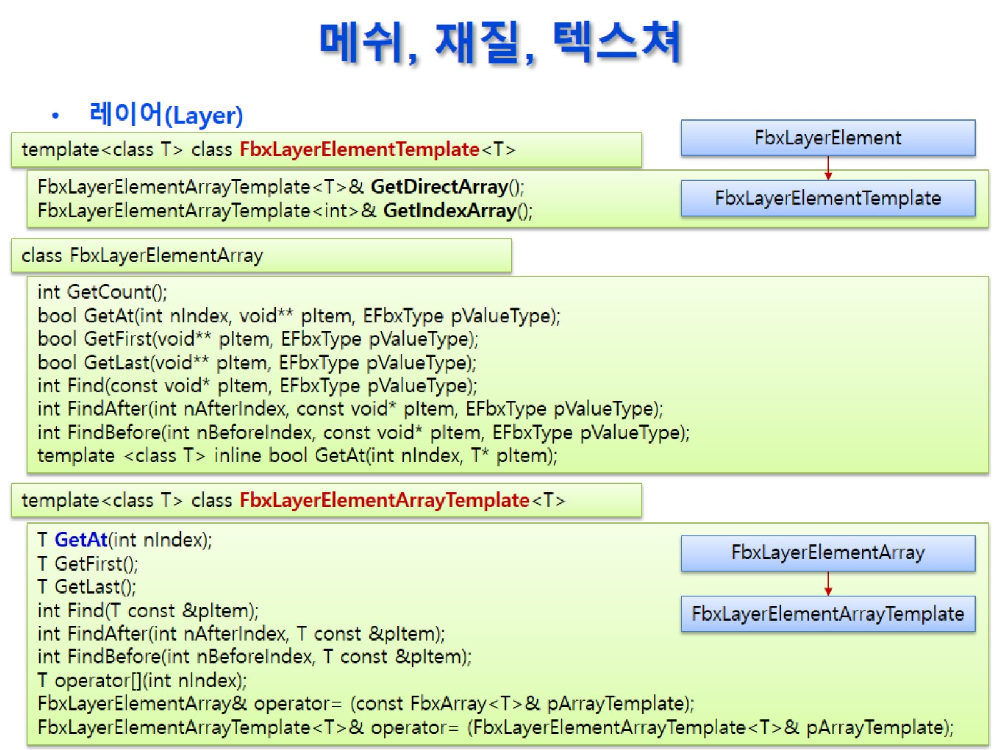 메쉬, 재질, 텍스쳐
• 레이어(Layer)
template<class T> class FbxLayerElementTemplate<T>
FbxLayerElementArrayTemplate<T>& GetDirectArray();
FbxLayerElementArrayTemplate<int>& GetIndexArray();
FbxLayerElement
FbxLayerElementTemplate
class FbxLayerElementArray
int GetCount();
bool GetAt(int nIndex, void** pItem, EFbxType pValueType);
bool GetFirst(void** pItem, EFbxType pValueType);
bool GetLast(void** pItem, EFbxType pValueType);
int Find(const void* pItem, EFbxType pValueType);
int FindAfter(int nAfterIndex, const void* pItem, EFbxType pValueType);
int FindBefore(int nBeforeIndex, const void* pItem, EFbxType pValueType);
template <class T> inline bool GetAt(int nIndex, T* pItem);
template<class T> class FbxLayerElementArrayTemplate<T>
T GetAt(int nIndex);
T GetFirst();
T GetLast();
int Find(T const &pItem);
int FindAfter(int nAfterIndex, T const &pItem);
int FindBefore(int nBeforeIndex, T const &pItem);
T operator[](int nIndex);
FbxLayerElementArray& operator= (const FbxArray<T>& pArrayTemplate);
FbxLayerElementArrayTemplate<T>& operator= (FbxLayerElementArrayTemplate<T>& pArrayTemplate);
FbxLayerElementArray
FbxLayerElementArrayTemplate